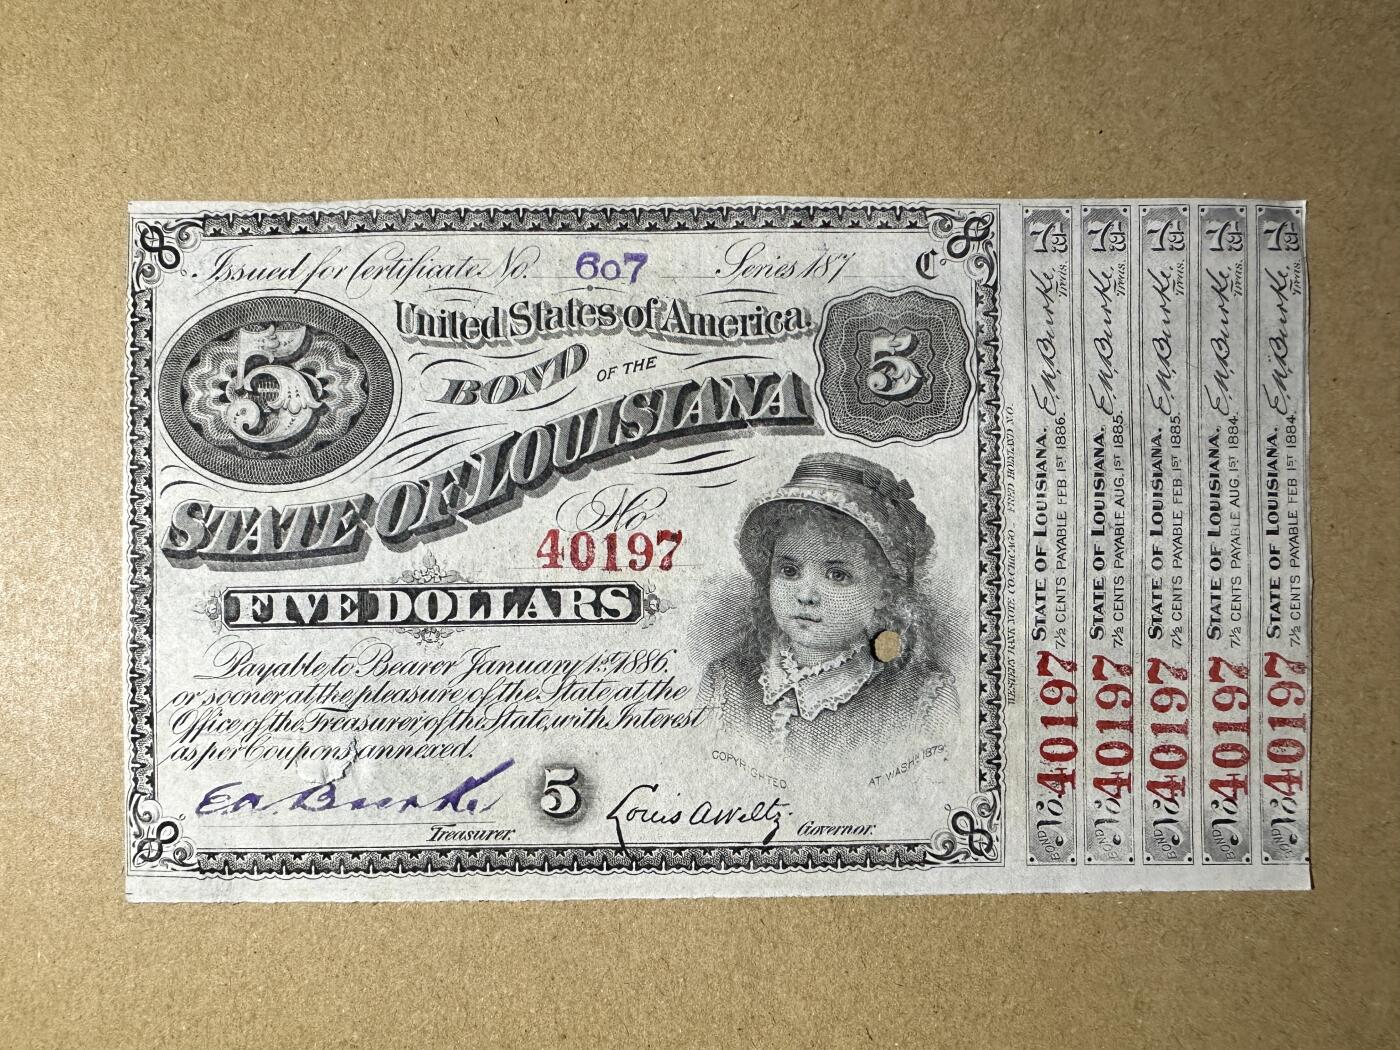 Issued for Certificate No. 607 Series 187 C
United States of America.
5
BOND OF THE
5
STATE OF LOUISIANA
No
40197
FIVE DOLLARS
Payable to Bearer January 1st 1886.
or sooner at the pleasure of the State, at the
Office of the Treasurer of the State, with Interest
as per Coupons annexed.
COPYRIGHTED AT WASHN 1879.
E.A. Burke 5 Louis A Wiltz
Treasurer. Governor.
WESTERN BANK NOTE CO. CHICAGO.
BOND No. 40197 STATE OF LOUISIANA. E.A. Burke, Treas. 7½
7½ CENTS PAYABLE FEB. 1ST 1886.
BOND No. 40197 STATE OF LOUISIANA. E.A. Burke, Treas. 7½
7½ CENTS PAYABLE AUG. 1ST 1885.
BOND No. 40197 STATE OF LOUISIANA. E.A. Burke, Treas. 7½
7½ CENTS PAYABLE FEB. 1ST 1885.
BOND No. 40197 STATE OF LOUISIANA. E.A. Burke, Treas. 7½
7½ CENTS PAYABLE AUG. 1ST 1884.
BOND No. 40197 STATE OF LOUISIANA. E.A. Burke, Treas. 7½
7½ CENTS PAYABLE FEB 1ST 1884.